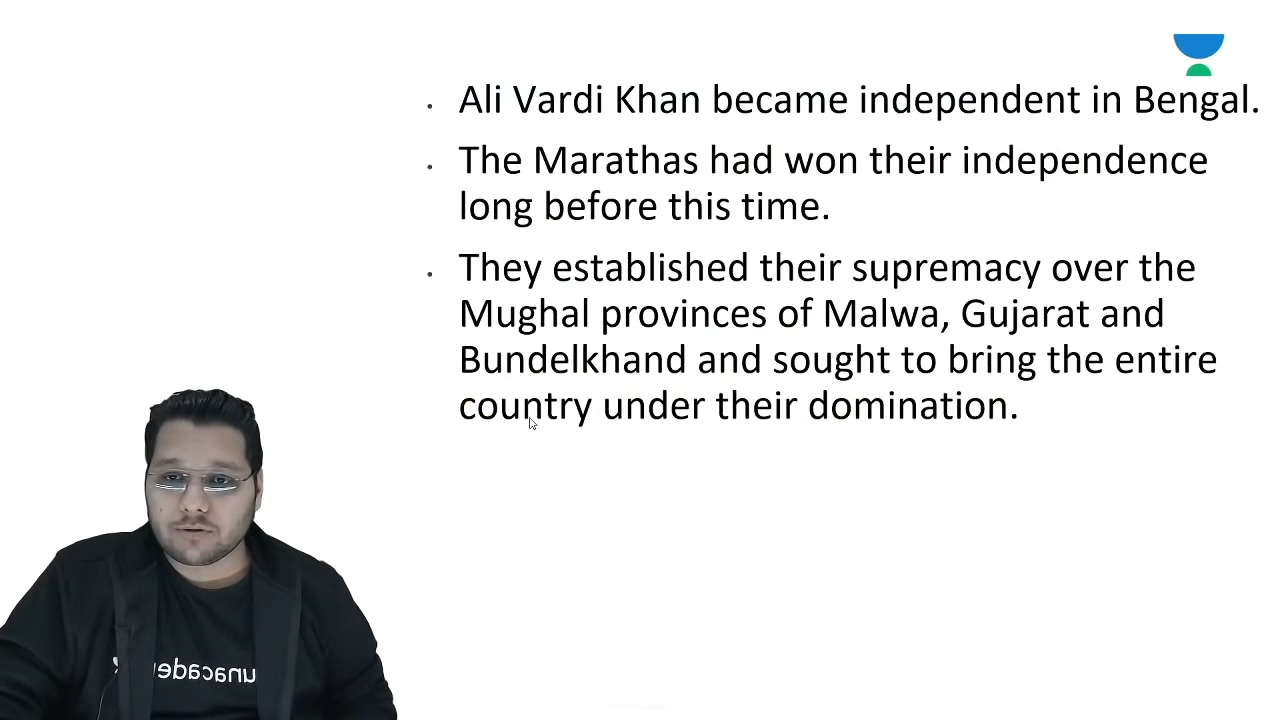 Ali Vardi Khan became independent in Bengal.
The Marathas had won their independence
long before this time.
They established their supremacy over the
Mughal provinces of Malwa, Gujarat and
Bundelkhand and sought to bring the entire
country under their domination.